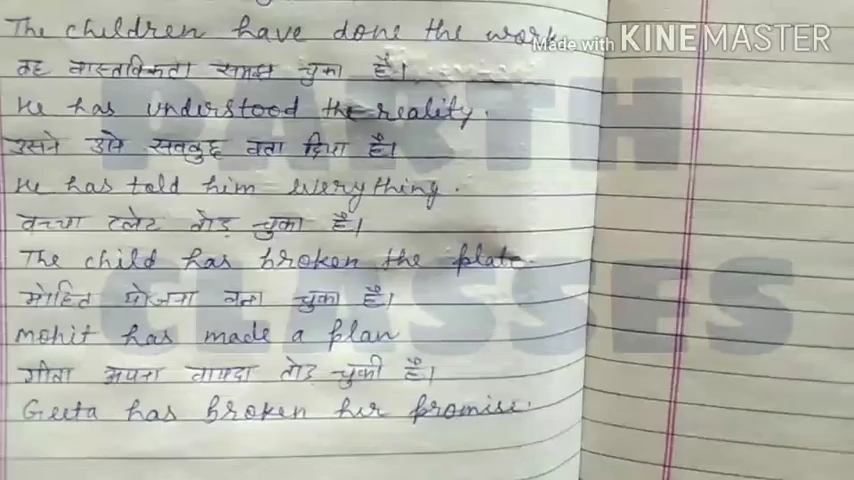 The children have done the work
Made with KINEMASTER
वह वास्तविकता समझ चुका है।
He has understood the reality.
उसने उसे सबकुछ बता दिया है।
He has told him everything.
बच्चा प्लेट तोड़ चुका है।
The child has broken the plate
मोहित योजना बना चुका है।
Mohit has made a plan
गीता अपना वायदा तोड़ चुकी है।
Geeta has broken her promise.
PARTH
CLASSES